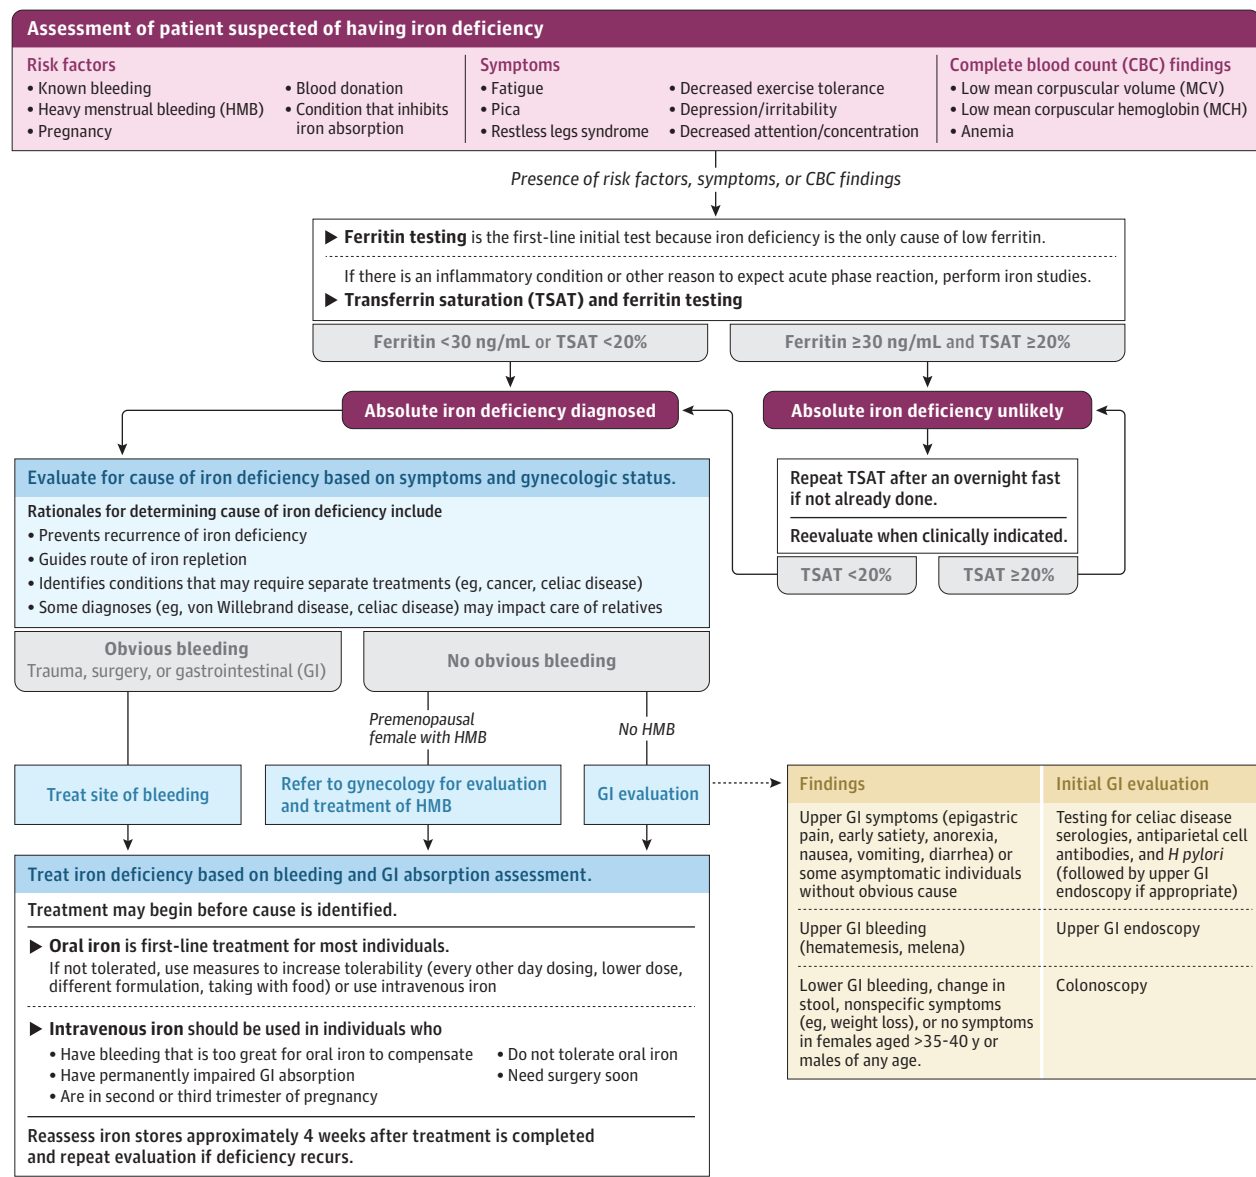 Assessment of patient suspected of having iron deficiency
Risk factors
• Known bleeding
• Heavy menstrual bleeding (HMB)
• Pregnancy
• Blood donation
• Condition that inhibits
iron absorption
Symptoms
• Fatigue
• Pica
• Restless legs syndrome
• Decreased exercise tolerance
• Depression/irritability
• Decreased attention/concentration
Complete blood count (CBC) findings
• Low mean corpuscular volume (MCV)
• Low mean corpuscular hemoglobin (MCH)
• Anemia
Presence of risk factors, symptoms, or CBC findings
▶ Ferritin testing is the first-line initial test because iron deficiency is the only cause of low ferritin.
If there is an inflammatory condition or other reason to expect acute phase reaction, perform iron studies.
▶ Transferrin saturation (TSAT) and ferritin testing
Ferritin <30 ng/mL or TSAT <20%
Ferritin ≥30 ng/mL and TSAT ≥20%
Absolute iron deficiency diagnosed
Absolute iron deficiency unlikely
Repeat TSAT after an overnight fast
if not already done.
Reevaluate when clinically indicated.
TSAT <20%
TSAT ≥20%
Evaluate for cause of iron deficiency based on symptoms and gynecologic status.
Rationales for determining cause of iron deficiency include
• Prevents recurrence of iron deficiency
• Guides route of iron repletion
• Identifies conditions that may require separate treatments (eg, cancer, celiac disease)
• Some diagnoses (eg, von Willebrand disease, celiac disease) may impact care of relatives
Obvious bleeding
Trauma, surgery, or gastrointestinal (GI)
No obvious bleeding
Premenopausal
female with HMB
No HMB
Treat site of bleeding
Refer to gynecology for evaluation
and treatment of HMB
GI evaluation
Findings
Initial GI evaluation
Upper GI symptoms (epigastric
pain, early satiety, anorexia,
nausea, vomiting, diarrhea) or
some asymptomatic individuals
without obvious cause
Testing for celiac disease
serologies, antiparietal cell
antibodies, and H pylori
(followed by upper GI
endoscopy if appropriate)
Upper GI bleeding
(hematemesis, melena)
Upper GI endoscopy
Lower GI bleeding, change in
stool, nonspecific symptoms
(eg, weight loss), or no symptoms
in females aged >35-40 y or
males of any age.
Colonoscopy
Treat iron deficiency based on bleeding and GI absorption assessment.
Treatment may begin before cause is identified.
▶ Oral iron is first-line treatment for most individuals.
If not tolerated, use measures to increase tolerability (every other day dosing, lower dose,
different formulation, taking with food) or use intravenous iron
▶ Intravenous iron should be used in individuals who
• Have bleeding that is too great for oral iron to compensate
• Have permanently impaired GI absorption
• Are in second or third trimester of pregnancy
• Do not tolerate oral iron
• Need surgery soon
Reassess iron stores approximately 4 weeks after treatment is completed
and repeat evaluation if deficiency recurs.